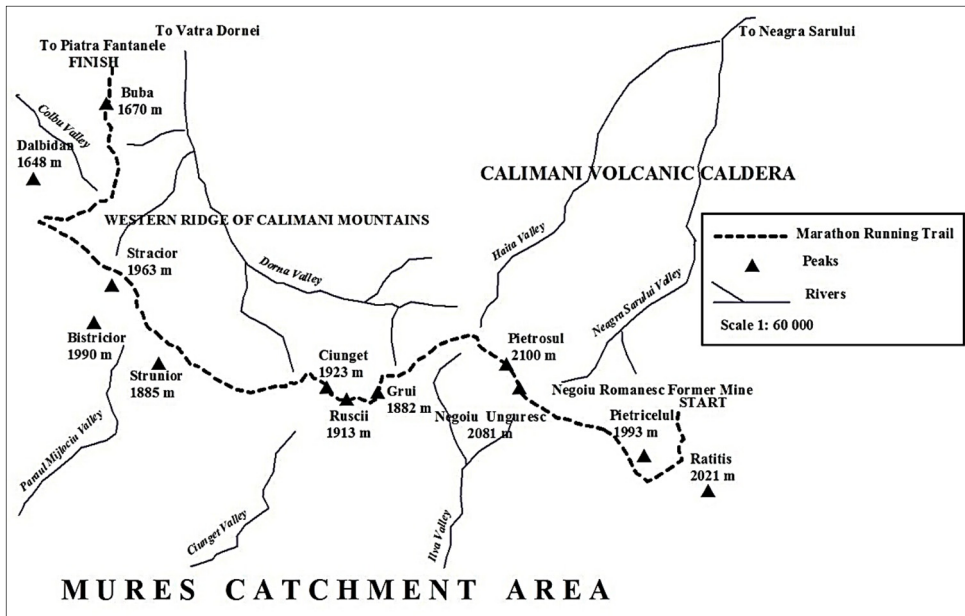 To Vatra Dornei
To Neagra Sarului
To Piatra Fantanele
FINISH
Buba
1670 m
Colbu Valley
Dalbidan
1648 m
CALIMANI VOLCANIC CALDERA
WESTERN RIDGE OF CALIMANI MOUNTAINS
Marathon Running Trail
Peaks
Rivers
Scale 1: 60 000
Haita Valley
Stracior
1963 m
Dorna Valley
Neagra Sarului Valley
Bistricior
1990 m
Pietrosul
2100 m
Strunior
1885 m
Ciunget
1923 m
Grui
1882 m
Ruscii
1913 m
Negoiu Romanesc Former Mine
START
Negoiu Unguresc
2081 m
Pietricelul
1993 m
Ratitis
2021 m
Paraul Mijlociu Valley
Ciunget Valley
Ilva Valley
MURES CATCHMENT AREA